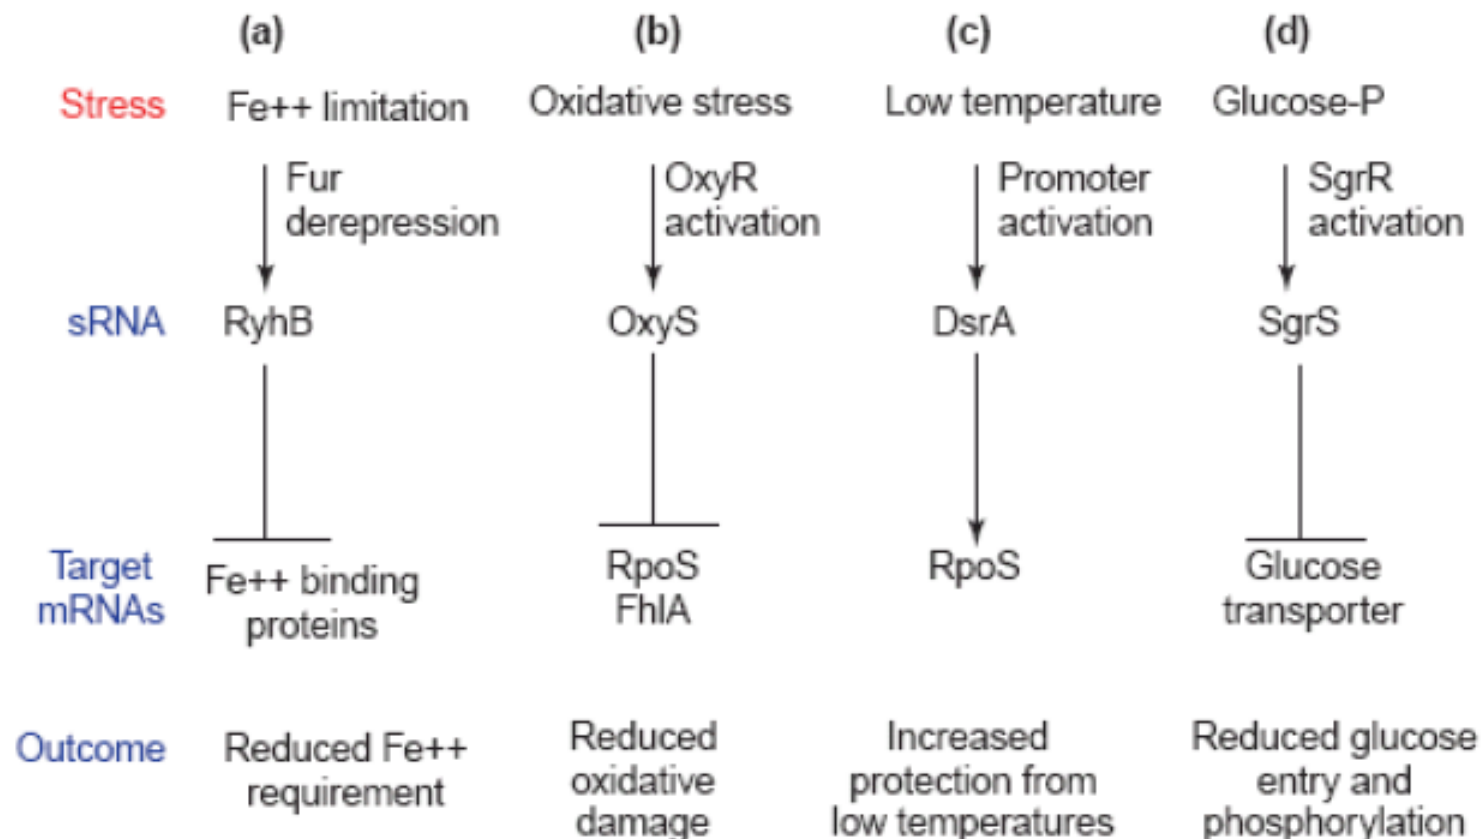 (a) (b) (c) (d)
Stress Fe++ limitation Oxidative stress Low temperature Glucose-P
Fur OxyR Promoter SgrR
derepression activation activation activation
sRNA RyhB OxyS DsrA SgrS
Target Fe++ binding RpoS RpoS Glucose
mRNAs proteins FhlA transporter
Outcome Reduced Fe++ Reduced Increased Reduced glucose
requirement oxidative protection from entry and
damage low temperatures phosphorylation